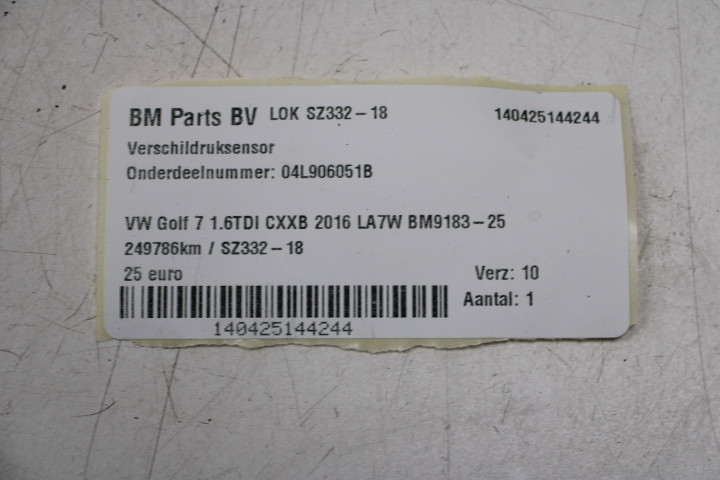 BM Parts BV LOK SZ332-18 140425144244
Verschildruksensor
Onderdeelnummer: 04L906051B
VW Golf 7 1.6TDI CXXB 2016 LA7W BM9183-25
249786km / SZ332-18
25 euro Verz: 10
Aantal: 1
140425144244